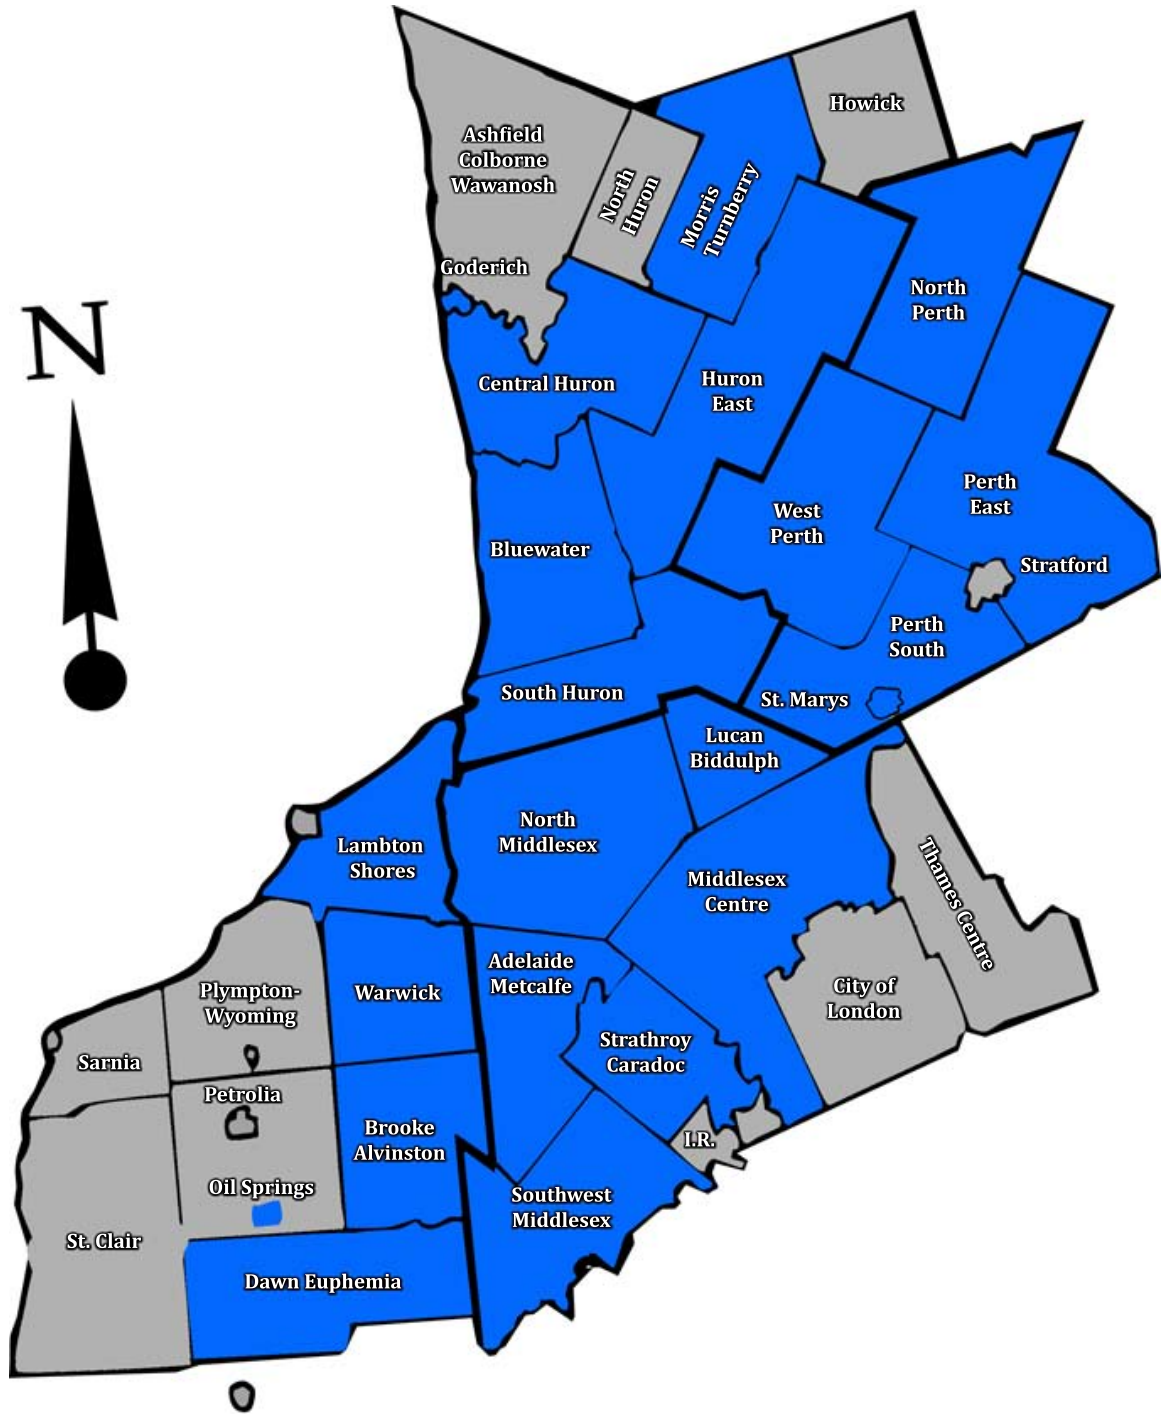 Howick
Ashfield
Colborne
Wawanosh
North
Huron
Morris
Turnberry
Goderich
North
Perth
N
Central Huron
Huron
East
Perth
East
West
Perth
Bluewater
Stratford
Perth
South
South Huron
St. Marys
Lucan
Biddulph
North
Middlesex
Lambton
Shores
Thames Centre
Middlesex
Centre
Adelaide
Metcalfe
Plympton-
Wyoming
Warwick
City of
London
Strathroy
Caradoc
Sarnia
Petrolia
Brooke
Alvinston
I.R.
Oil Springs
Southwest
Middlesex
St. Clair
Dawn Euphemia